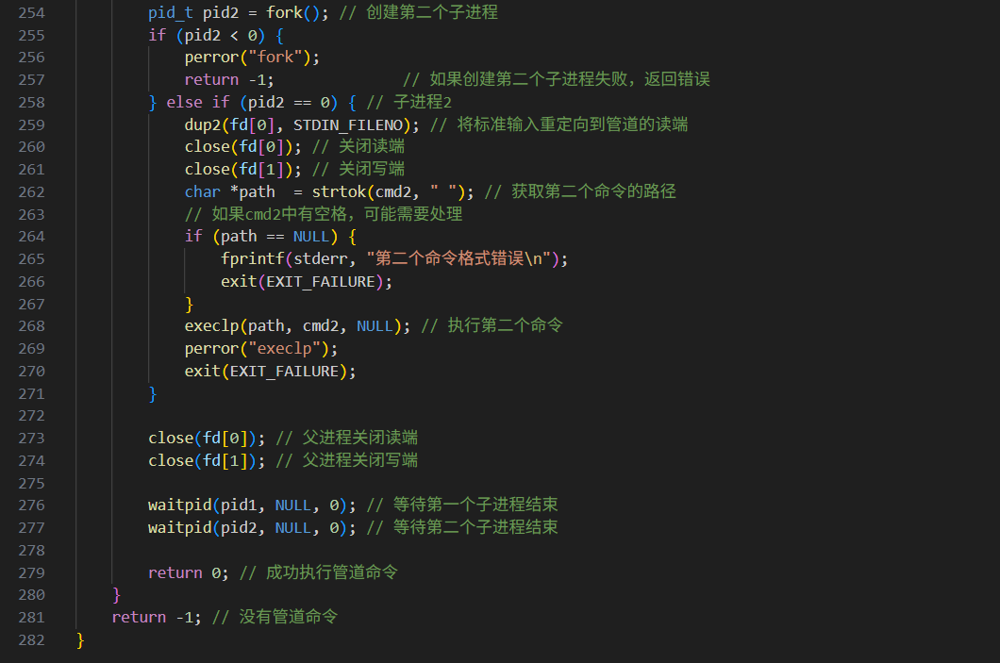 254 pid_t pid2 = fork(); // 创建第二个子进程
255 if (pid2 < 0) {
256 perror("fork");
257 return -1; // 如果创建第二个子进程失败，返回错误
258 } else if (pid2 == 0) { // 子进程2
259 dup2(fd[0], STDIN_FILENO); // 将标准输入重定向到管道的读端
260 close(fd[0]); // 关闭读端
261 close(fd[1]); // 关闭写端
262 char *path  = strtok(cmd2, " "); // 获取第二个命令的路径
263 // 如果cmd2中有空格，可能需要处理
264 if (path == NULL) {
265 fprintf(stderr, "第二个命令格式错误\n");
266 exit(EXIT_FAILURE);
267 }
268 execlp(path, cmd2, NULL); // 执行第二个命令
269 perror("execlp");
270 exit(EXIT_FAILURE);
271 }
272
273 close(fd[0]); // 父进程关闭读端
274 close(fd[1]); // 父进程关闭写端
275
276 waitpid(pid1, NULL, 0); // 等待第一个子进程结束
277 waitpid(pid2, NULL, 0); // 等待第二个子进程结束
278
279 return 0; // 成功执行管道命令
280 }
281 return -1; // 没有管道命令
282 }